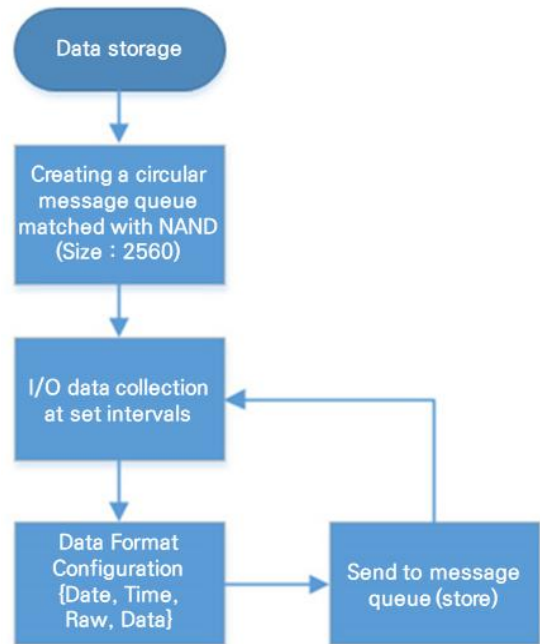 Data storage
Creating a circular
message queue
matched with NAND
(Size : 2560)
I/O data collection
at set intervals
Data Format
Configuration
{Date, Time,
Raw, Data}
Send to message
queue (store)